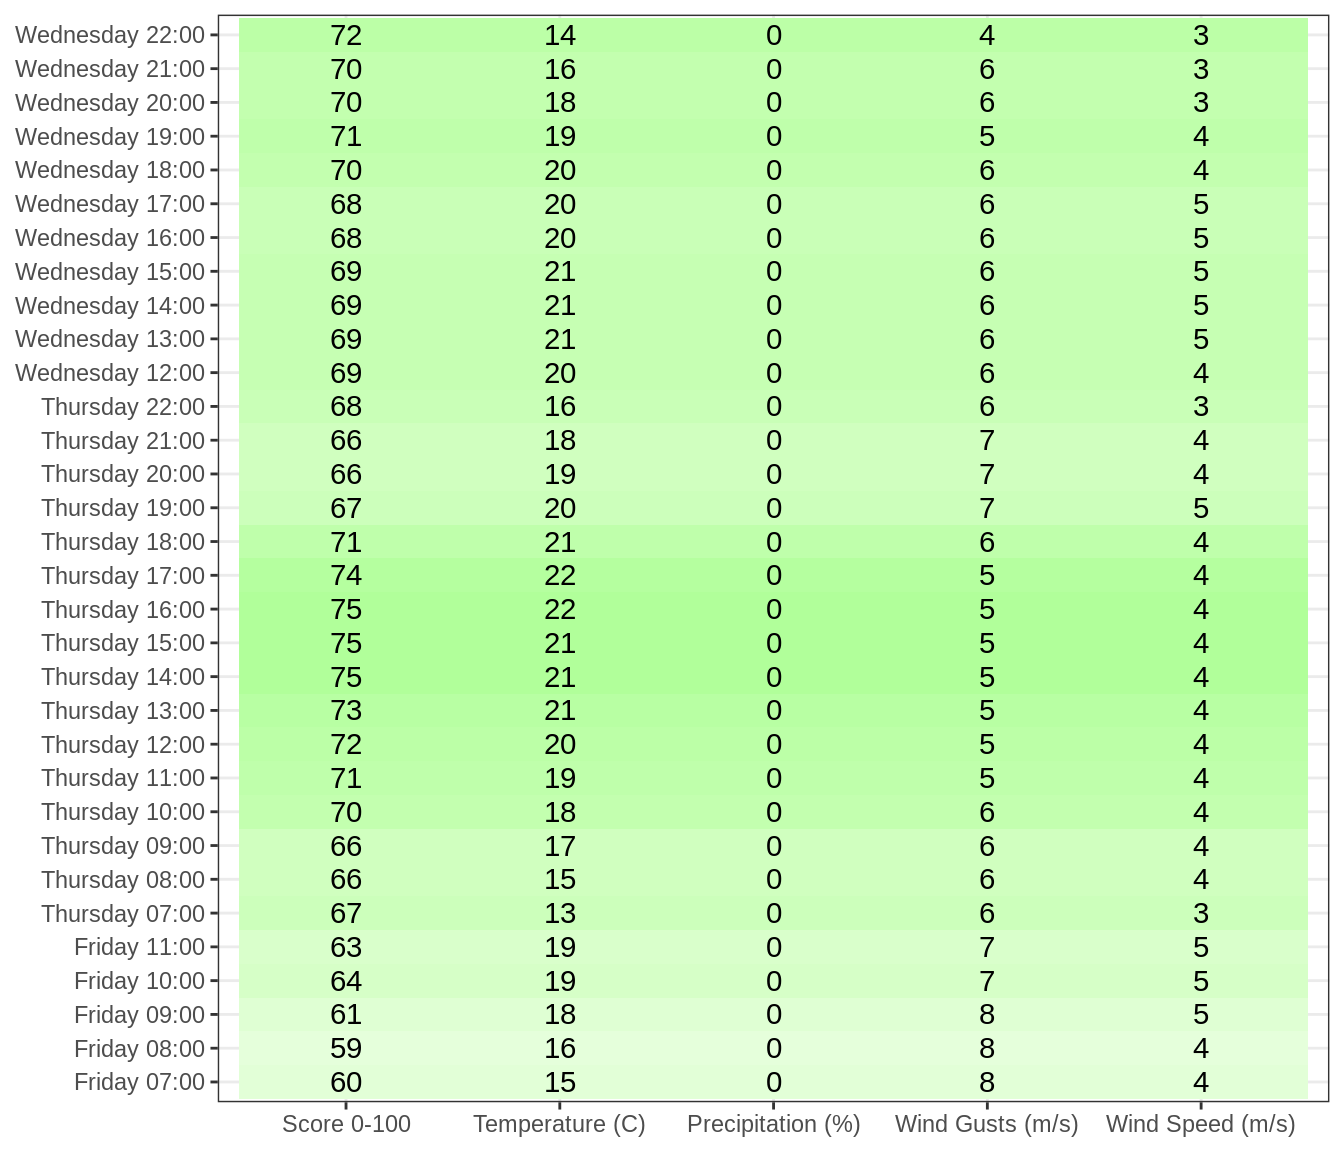 Wednesday 22:00 72 14 0 4 3
Wednesday 21:00 70 16 0 6 3
Wednesday 20:00 70 18 0 6 3
Wednesday 19:00 71 19 0 5 4
Wednesday 18:00 70 20 0 6 4
Wednesday 17:00 68 20 0 6 5
Wednesday 16:00 68 20 0 6 5
Wednesday 15:00 69 21 0 6 5
Wednesday 14:00 69 21 0 6 5
Wednesday 13:00 69 21 0 6 5
Wednesday 12:00 69 20 0 6 4
Thursday 22:00 68 16 0 6 3
Thursday 21:00 66 18 0 7 4
Thursday 20:00 66 19 0 7 4
Thursday 19:00 67 20 0 7 5
Thursday 18:00 71 21 0 6 4
Thursday 17:00 74 22 0 5 4
Thursday 16:00 75 22 0 5 4
Thursday 15:00 75 21 0 5 4
Thursday 14:00 75 21 0 5 4
Thursday 13:00 73 21 0 5 4
Thursday 12:00 72 20 0 5 4
Thursday 11:00 71 19 0 5 4
Thursday 10:00 70 18 0 6 4
Thursday 09:00 66 17 0 6 4
Thursday 08:00 66 15 0 6 4
Thursday 07:00 67 13 0 6 3
Friday 11:00 63 19 0 7 5
Friday 10:00 64 19 0 7 5
Friday 09:00 61 18 0 8 5
Friday 08:00 59 16 0 8 4
Friday 07:00 60 15 0 8 4
Score 0-100 Temperature (C) Precipitation (%) Wind Gusts (m/s) Wind Speed (m/s)